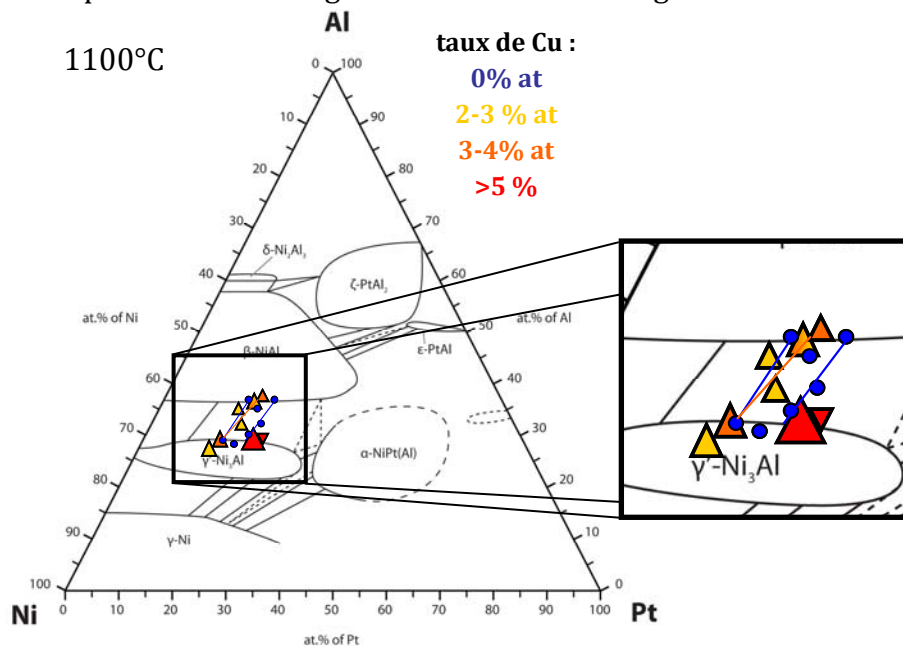 Al
1100°C
taux de Cu :
0% at
2-3 % at
3-4% at
>5 %
0 100
10 90
20 80
30 70
40 60
50 50
60 40
70 30
80 20
90 10
100 0
δ-Ni₂Al₃
ζ-PtAl₂
at.% of Ni
at.% of Al
ε-PtAl
β-NiAl
α-NiPt(Al)
γ'-Ni₃Al
γ'-Ni₃Al
γ-Ni
Ni
Pt
0 10 20 30 40 50 60 70 80 90 100
at.% of Pt